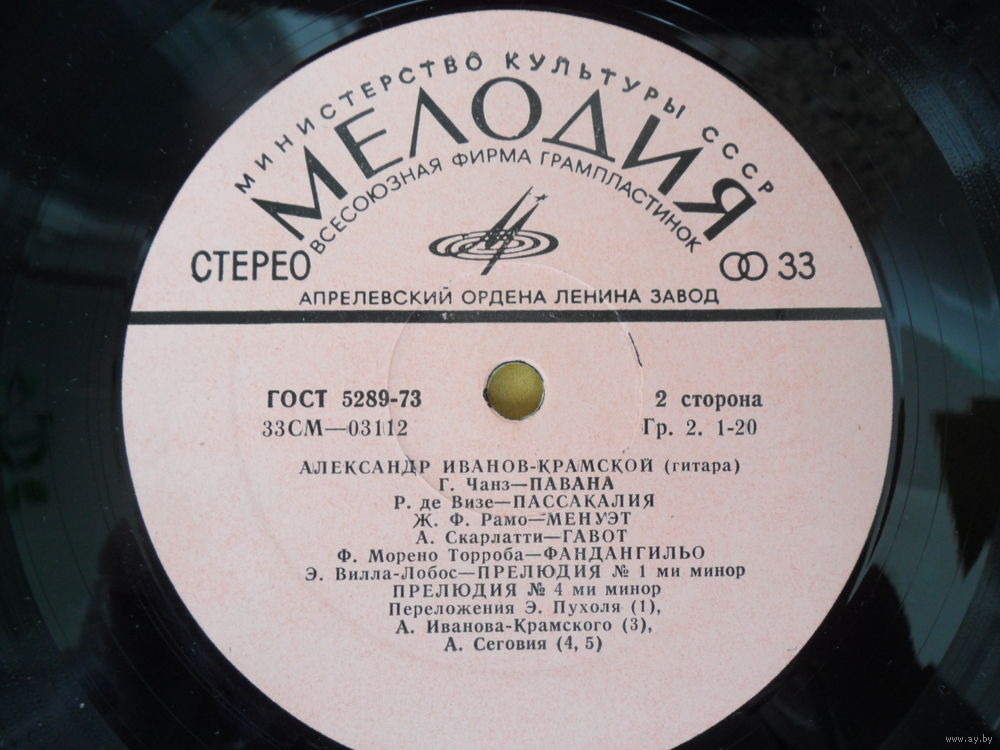 МИНИСТЕРСТВО КУЛЬТУРЫ СССР
МЕЛОДИЯ
ВСЕСОЮЗНАЯ ФИРМА ГРАМПЛАСТИНОК
СТЕРЕО 33
АПРЕЛЕВСКИЙ ОРДЕНА ЛЕНИНА ЗАВОД
ГОСТ 5289-73 2 сторона
33СМ—03112 Гр. 2. 1-20
АЛЕКСАНДР ИВАНОВ-КРАМСКОЙ (гитара)
Г. Чанз—ПАВАНА
Р. де Визе—ПАССАКАЛИЯ
Ж. Ф. Рамо—МЕНУЭТ
А. Скарлатти—ГАВОТ
Ф. Морено Торроба—ФАНДАНГИЛЬО
Э. Вилла-Лобос—ПРЕЛЮДИЯ № 1 ми минор
ПРЕЛЮДИЯ № 4 ми минор
Переложения Э. Пухоля (1),
А. Иванова-Крамского (3),
А. Сеговия (4, 5)
www.ay.by